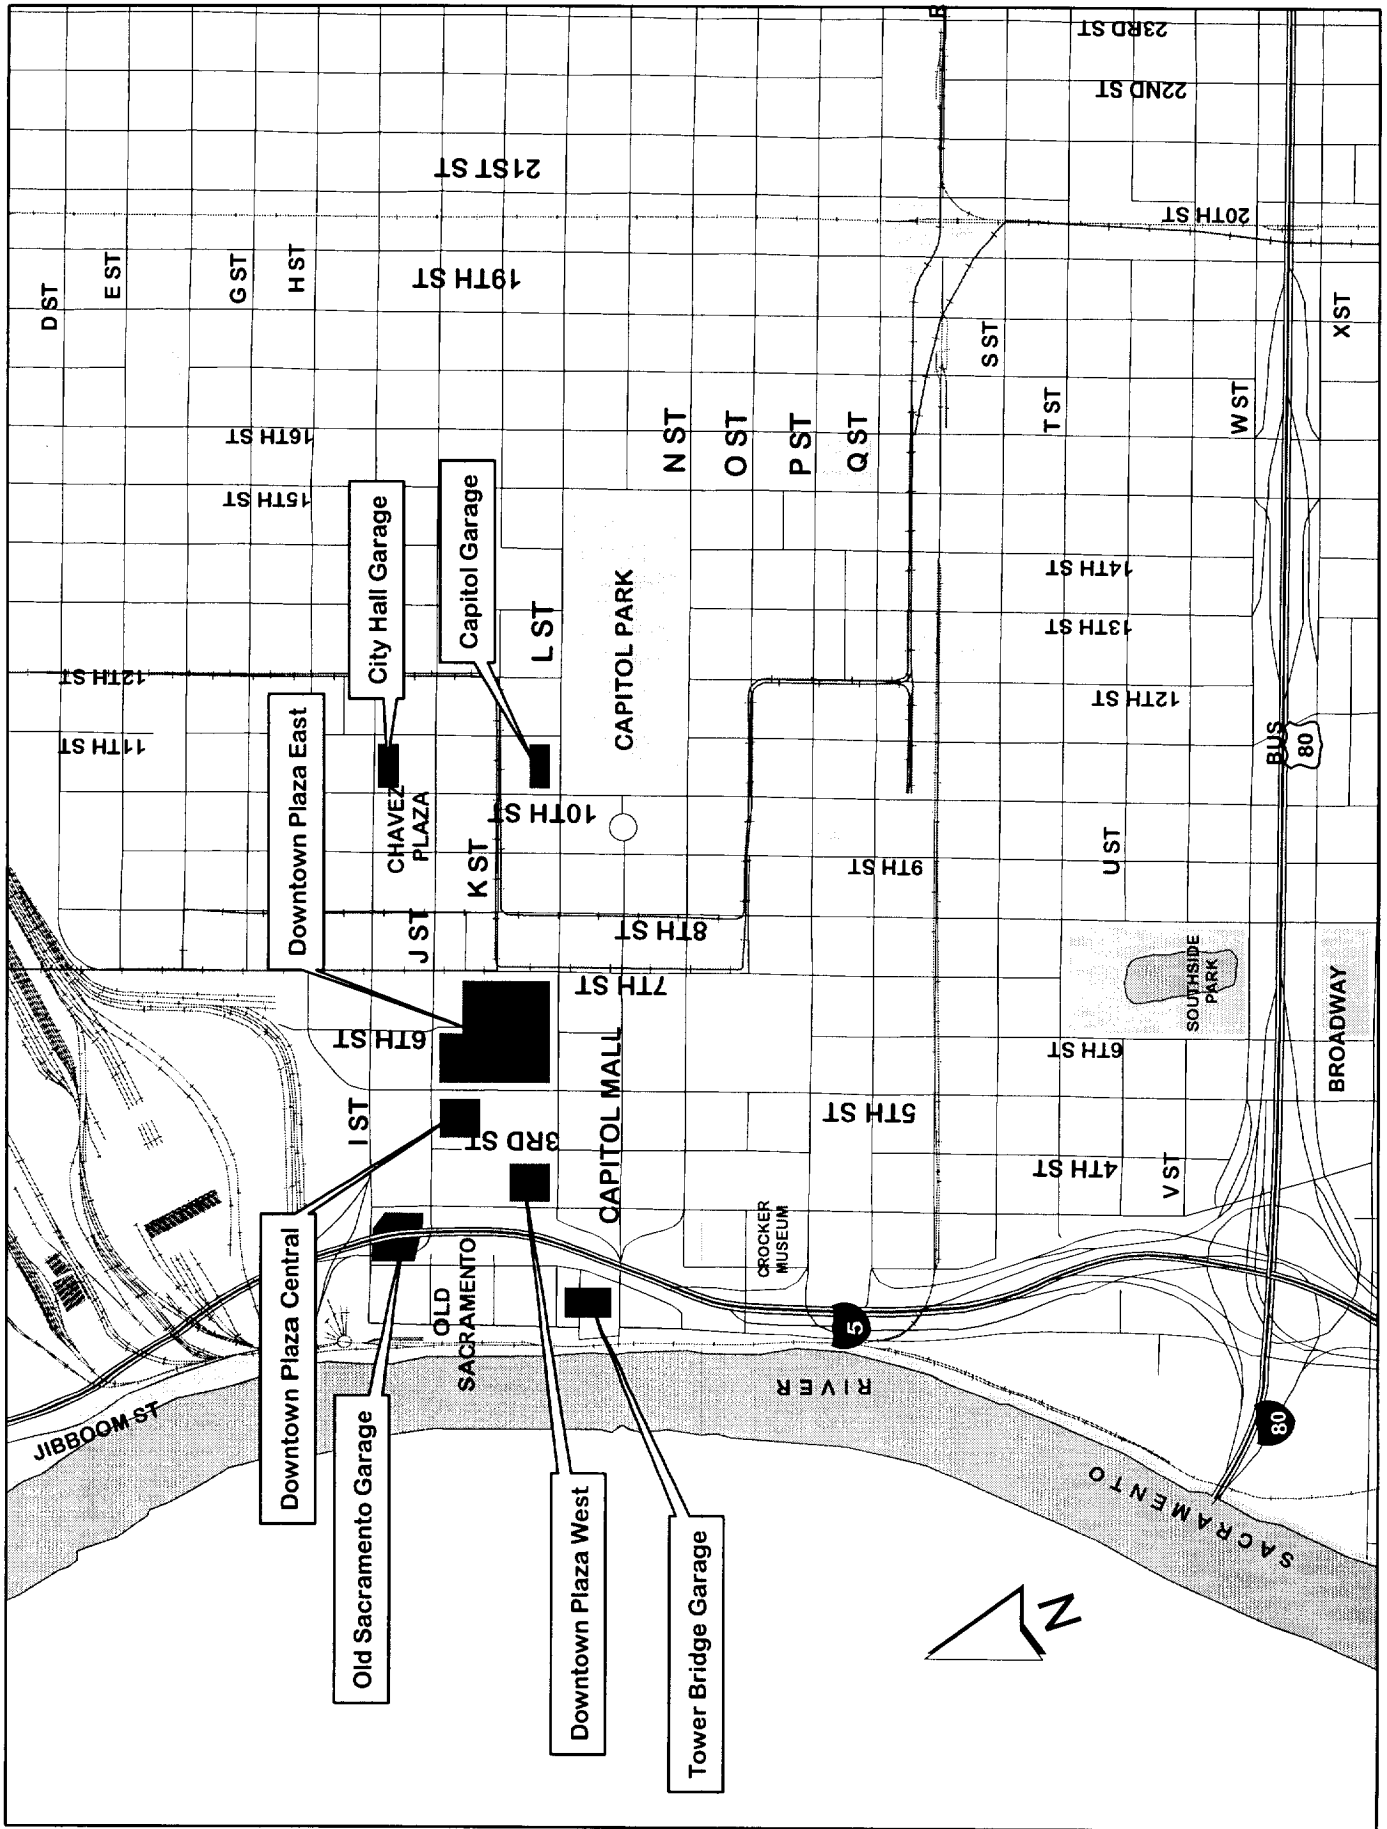 D ST
E ST
G ST
H ST
I ST
J ST
K ST
L ST
CAPITOL MALL
N ST
O ST
P ST
Q ST
S ST
T ST
U ST
V ST
W ST
X ST
BROADWAY
3RD ST
4TH ST
5TH ST
6TH ST
6TH ST
7TH ST
8TH ST
9TH ST
10TH ST
11TH ST
12TH ST
12TH ST
13TH ST
14TH ST
15TH ST
16TH ST
19TH ST
20TH ST
21ST ST
22ND ST
23RD ST
JIBBOOM ST
City Hall Garage
Capitol Garage
Downtown Plaza East
Downtown Plaza Central
Old Sacramento Garage
Downtown Plaza West
Tower Bridge Garage
CHAVEZ
PLAZA
CAPITOL PARK
OLD
SACRAMENTO
CROCKER
MUSEUM
SOUTHSIDE
PARK
SACRAMENTO
RIVER
5
80
BUS
80
R
N